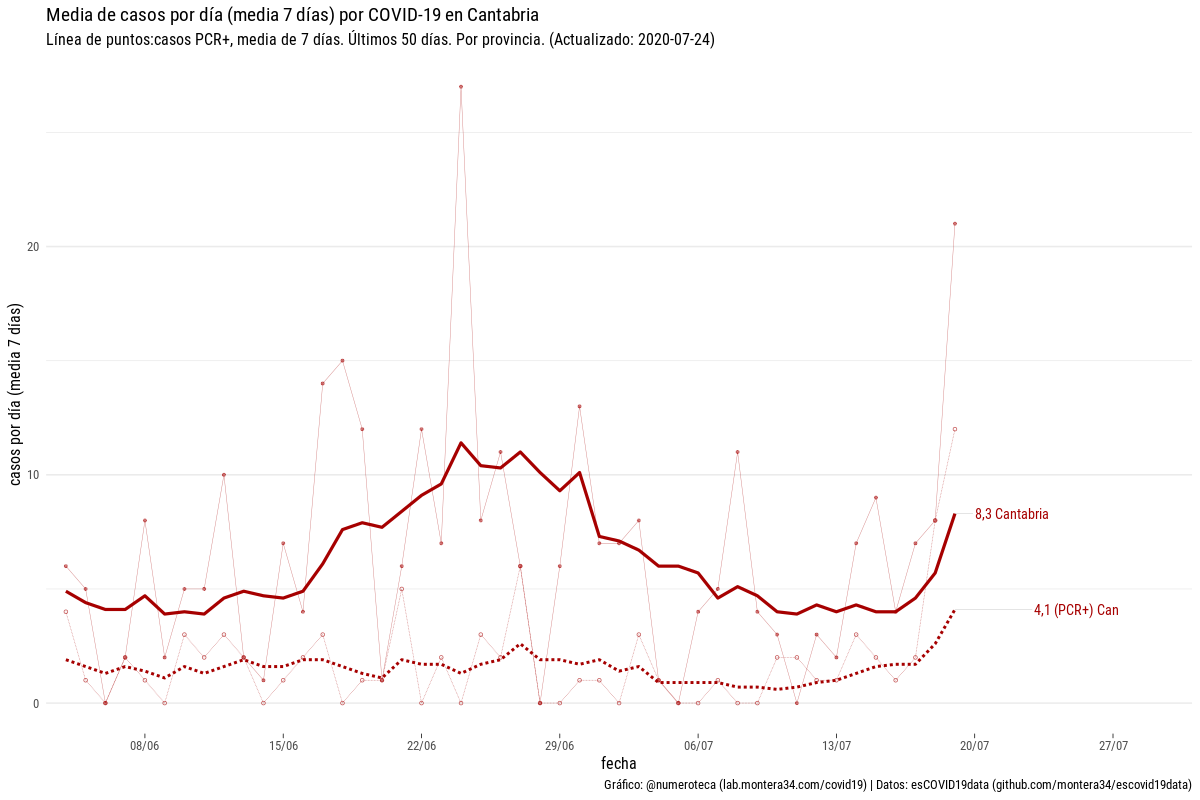 Media de casos por día (media 7 días) por COVID-19 en Cantabria
Línea de puntos:casos PCR+, media de 7 días. Últimos 50 días. Por provincia. (Actualizado: 2020-07-24)
casos por día (media 7 días)
20
10
0
8,3 Cantabria
4,1 (PCR+) Can
08/06
15/06
22/06
29/06
06/07
13/07
20/07
27/07
fecha
Gráfico: @numeroteca (lab.montera34.com/covid19) | Datos: esCOVID19data (github.com/montera34/escovid19data)